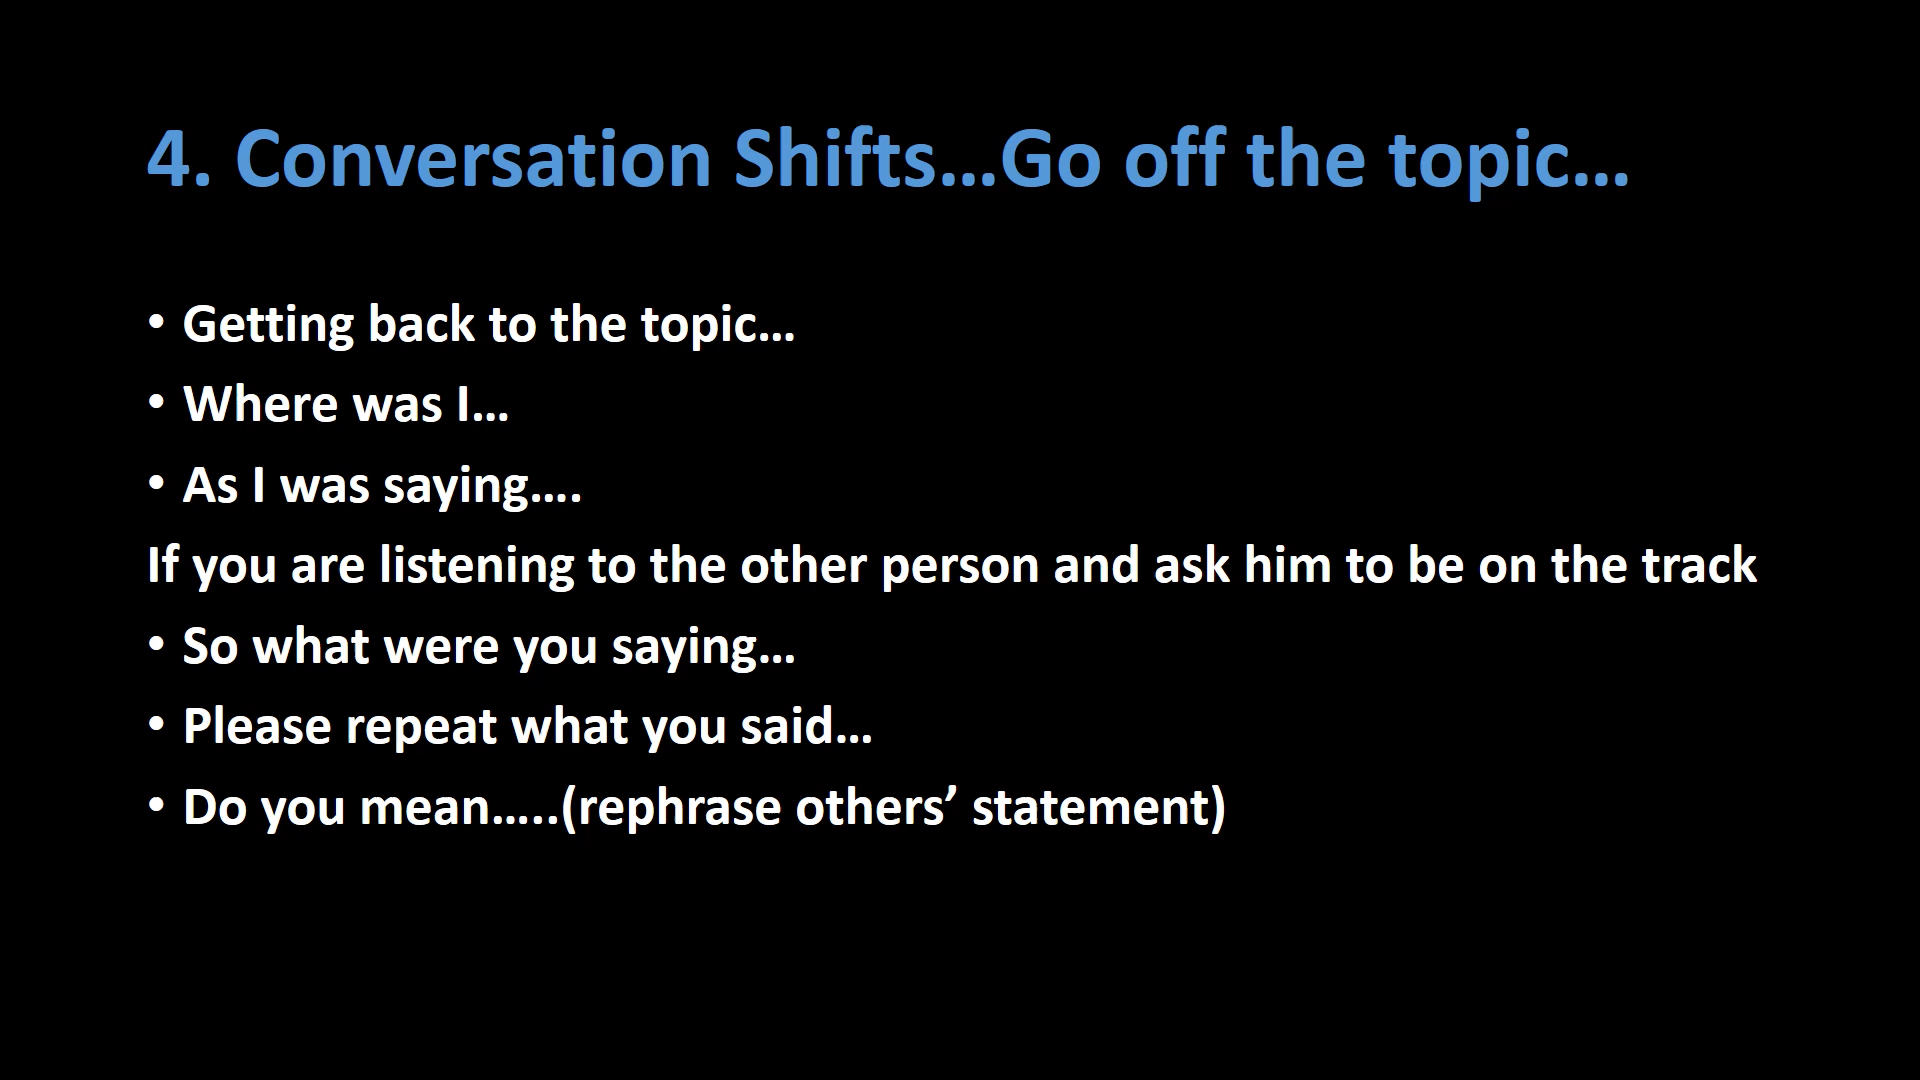 4. Conversation Shifts...Go off the topic...
• Getting back to the topic...
• Where was I...
• As I was saying....
If you are listening to the other person and ask him to be on the track
• So what were you saying...
• Please repeat what you said...
• Do you mean.....(rephrase others’ statement)